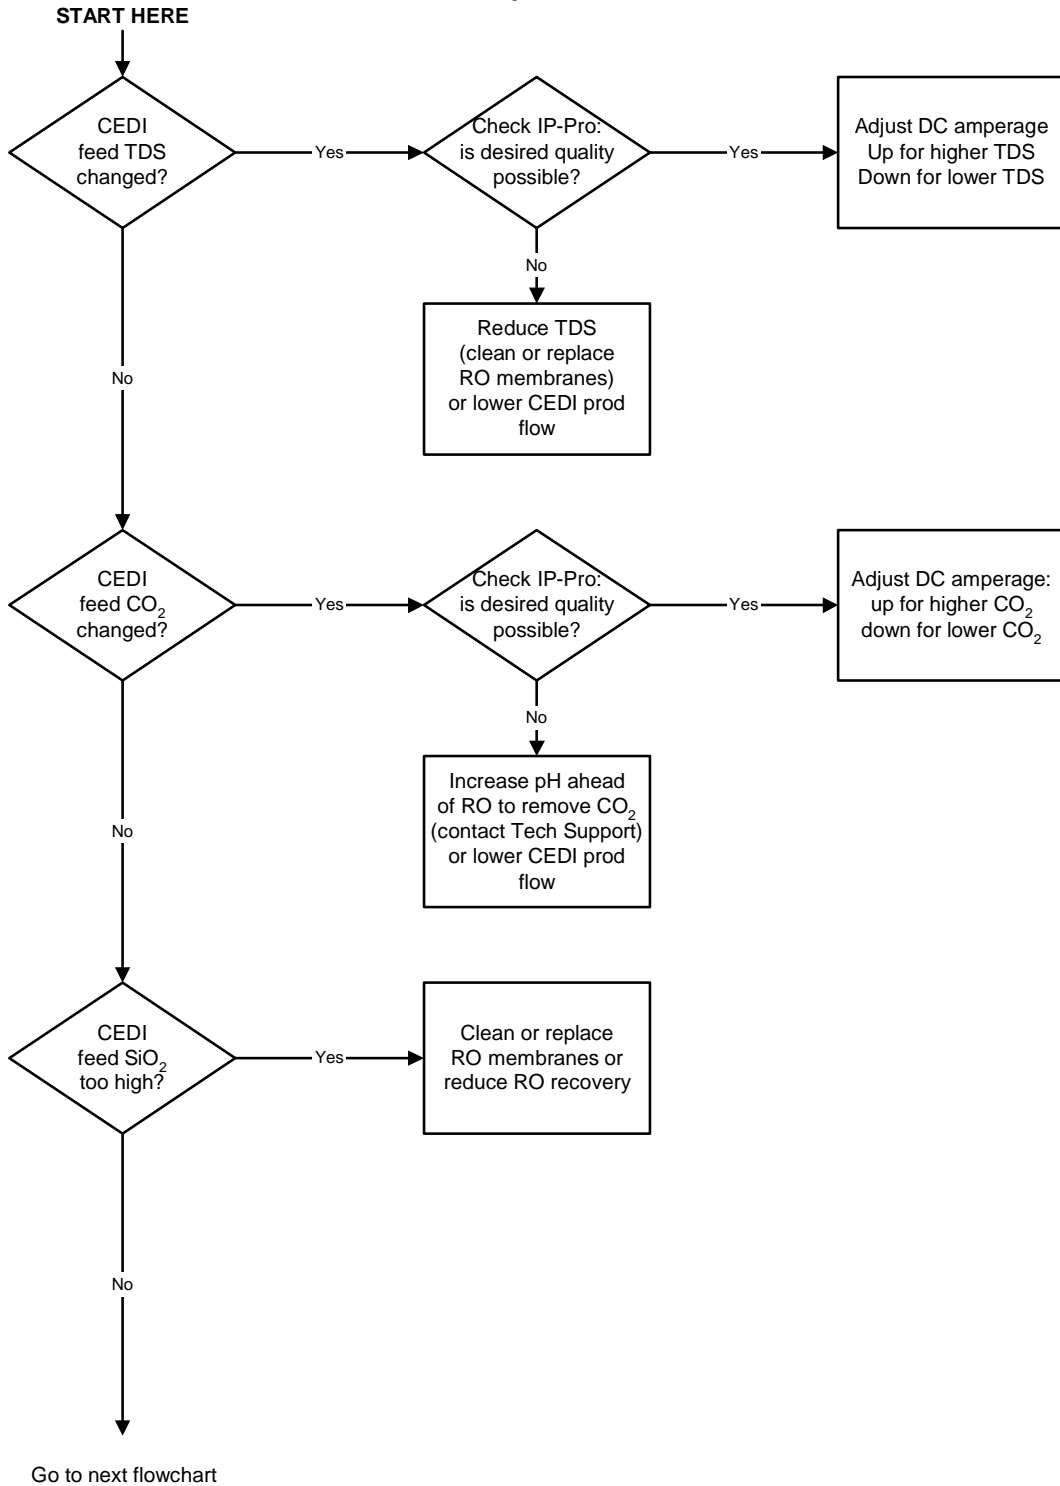 START HERE
CEDI
feed TDS
changed?
Yes
Check IP-Pro:
is desired quality
possible?
Yes
Adjust DC amperage
Up for higher TDS
Down for lower TDS
No
Reduce TDS
(clean or replace
RO membranes)
or lower CEDI prod
flow
No
CEDI
feed CO₂
changed?
Yes
Check IP-Pro:
is desired quality
possible?
Yes
Adjust DC amperage:
up for higher CO₂
down for lower CO₂
No
Increase pH ahead
of RO to remove CO₂
(contact Tech Support)
or lower CEDI prod
flow
No
CEDI
feed SiO₂
too high?
Yes
Clean or replace
RO membranes or
reduce RO recovery
No
Go to next flowchart